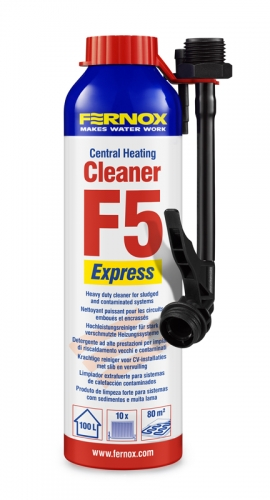 FERNOX
MAKES WATER WORK
Central Heating
Cleaner
F5
Express
Heavy duty cleaner for sludged
and contaminated systems
Nettoyant puissant pour les circuits
emboués et encrassés
Hochleistungsreiniger für stark
verschmutzte Heizungssysteme
Detergente ad alte prestazioni per impianti
di riscaldamento vecchi e contaminati
Krachtige reiniger voor CV-installaties
met slib en vervuiling
Limpiador extrafuerte para sistemas
de calefacción contaminados
Produto de limpeza forte para sistemas
com sedimentos e muita lama
100 L
10 x
80 m²
www.fernox.com